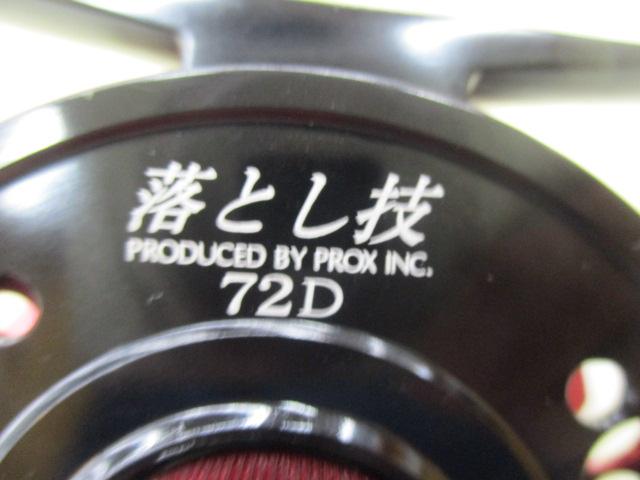 落とし技
PRODUCED BY PROX INC.
72D